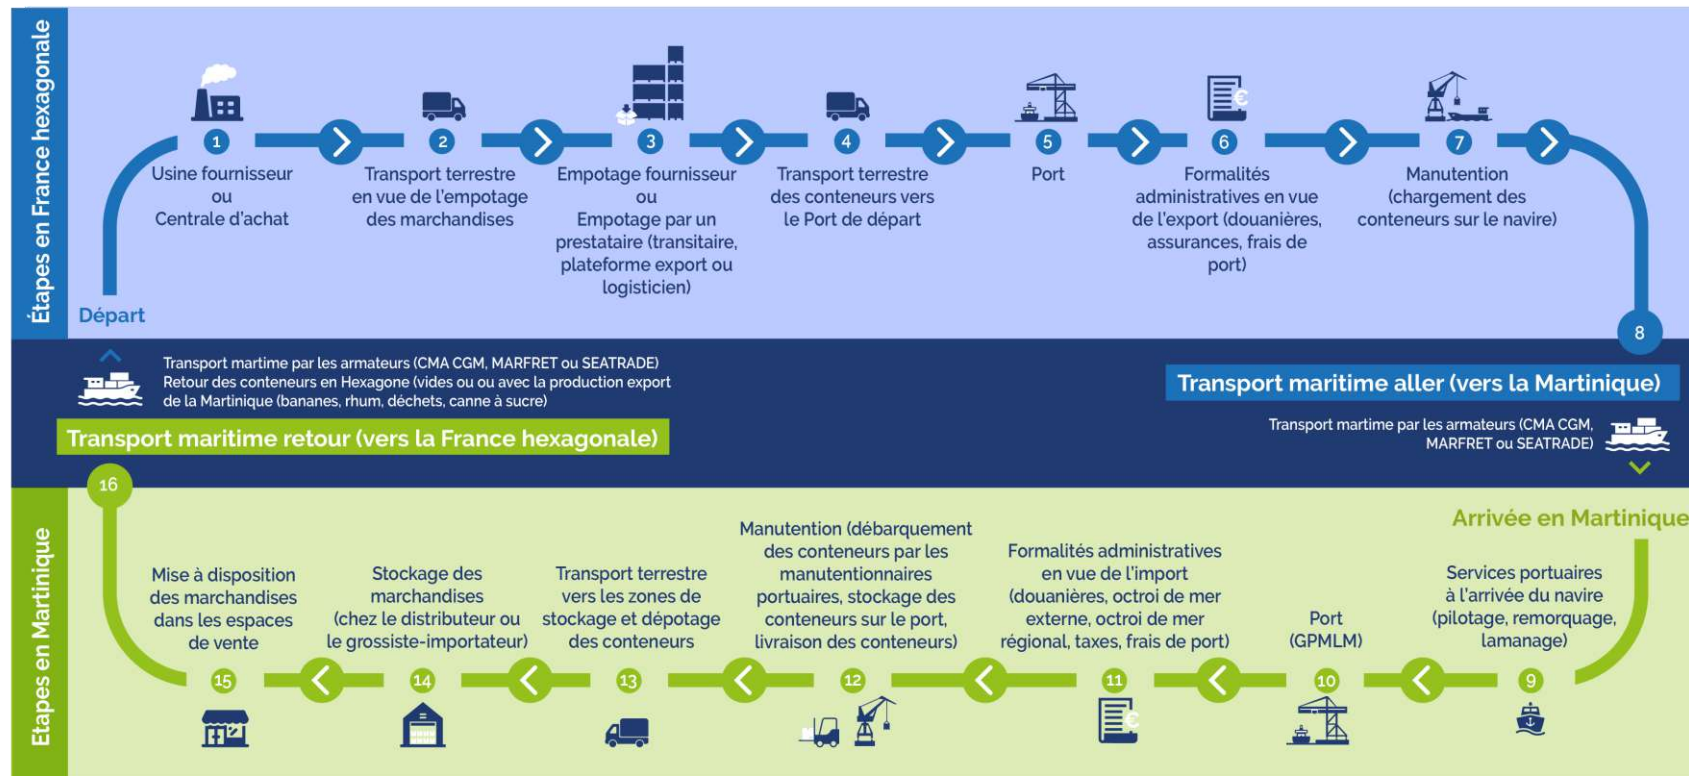 Étapes en France hexagonale
1
Usine fournisseur
ou
Centrale d'achat
2
Transport terrestre
en vue de l'empotage
des marchandises
3
Empotage fournisseur
ou
Empotage par un
prestataire (transitaire,
plateforme export ou
logisticien)
4
Transport terrestre
des conteneurs vers
le Port de départ
5
Port
€
6
Formalités
administratives en vue
de l'export (douanières,
assurances, frais de
port)
7
Manutention
(chargement des
conteneurs sur le navire)
Départ
8
Transport martime par les armateurs (CMA CGM, MARFRET ou SEATRADE)
Retour des conteneurs en Hexagone (vides ou ou avec la production export
de la Martinique (bananes, rhum, déchets, canne à sucre)
Transport maritime retour (vers la France hexagonale)
Transport maritime aller (vers la Martinique)
Transport martime par les armateurs (CMA CGM,
MARFRET ou SEATRADE)
16
Etapes en Martinique
Arrivée en Martinique
Mise à disposition
des marchandises
dans les espaces
de vente
15
Stockage des
marchandises
(chez le distributeur ou
le grossiste-importateur)
14
Transport terrestre
vers les zones de
stockage et dépotage
des conteneurs
13
Manutention (débarquement
des conteneurs par les
manutentionnaires
portuaires, stockage des
conteneurs sur le port,
livraison des conteneurs)
12
Formalités administratives
en vue de l'import
(douanières, octroi de mer
externe, octroi de mer
régional, taxes, frais de port)
11
€
Port
(GPMLM)
10
Services portuaires
à l'arrivée du navire
(pilotage, remorquage,
lamanage)
9